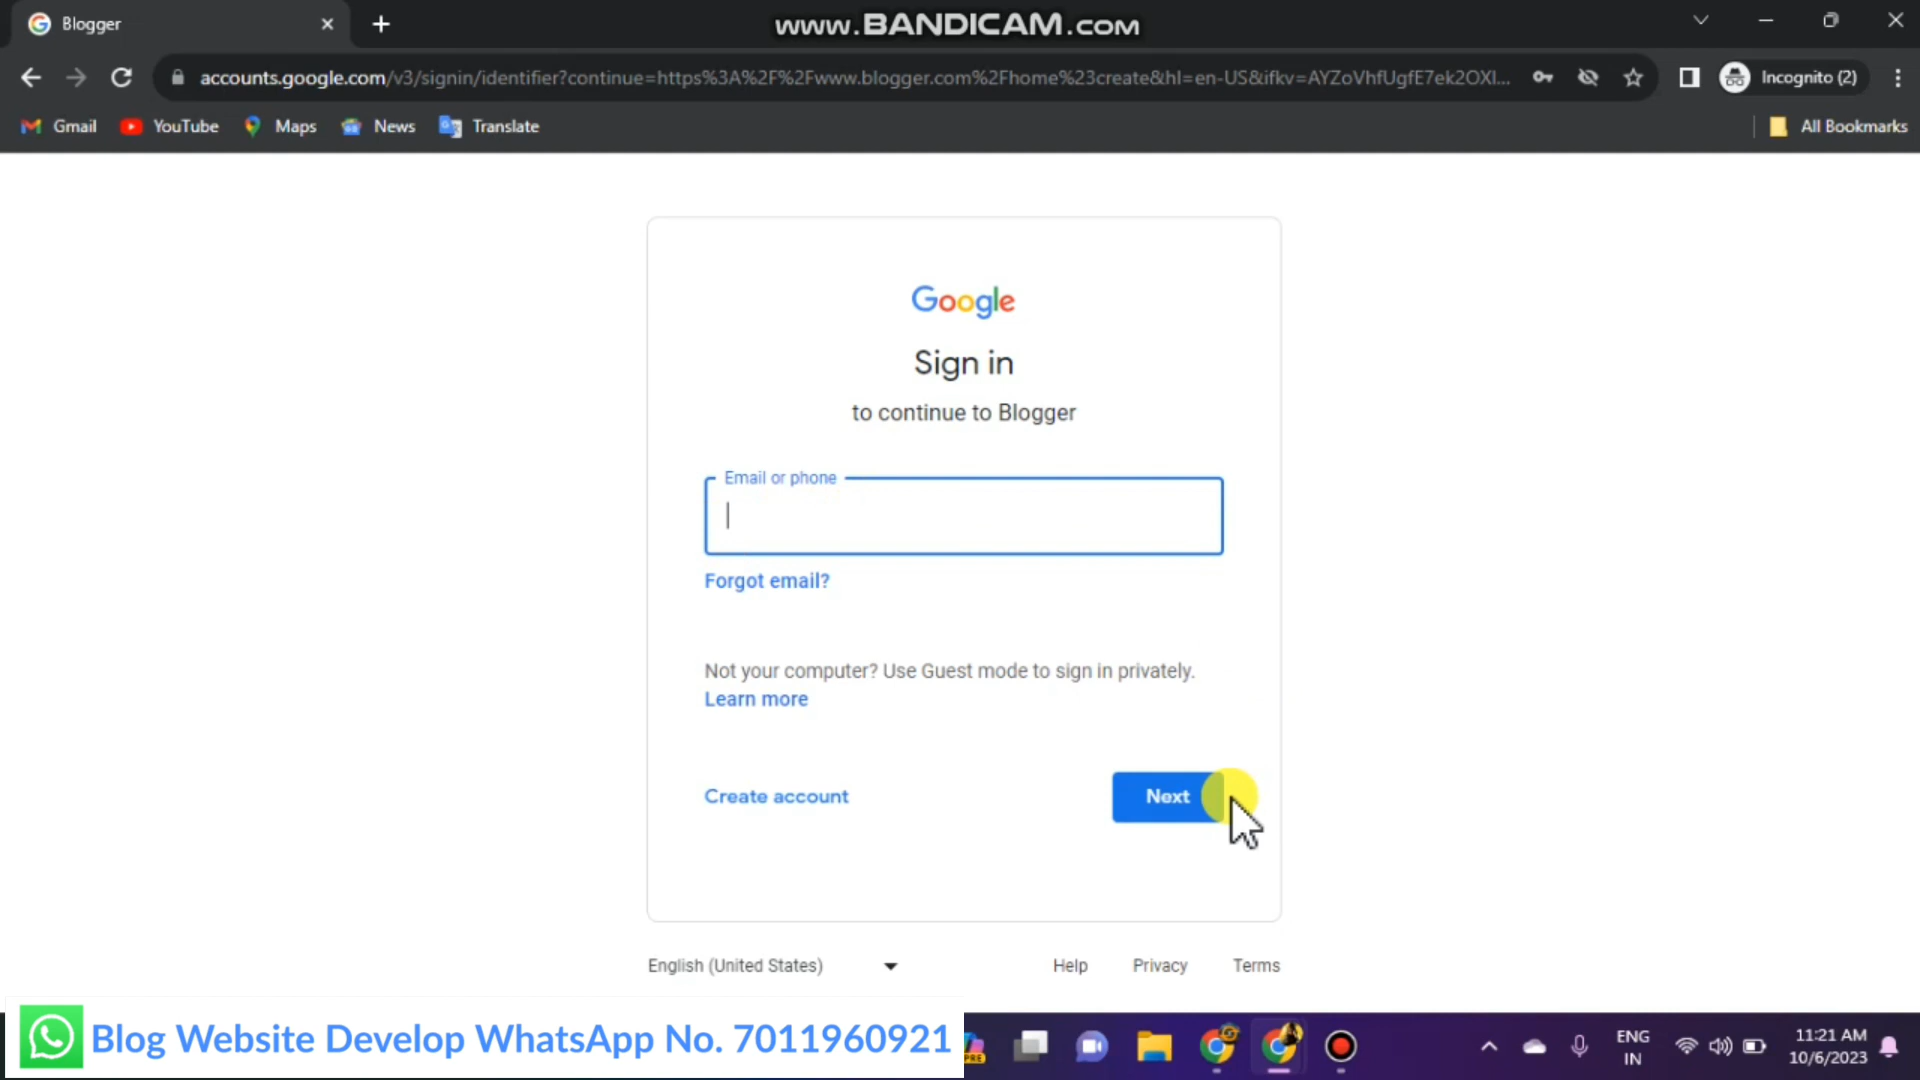 Blogger
www.BANDICAM.com
accounts.google.com/v3/signin/identifier?continue=https%3A%2F%2Fwww.blogger.com%2Fhome%23create&hl=en-US&ifkv=AYZoVhfUgfE7ek2OXI...
Incognito (2)
Gmail
YouTube
Maps
News
Translate
All Bookmarks
Google
Sign in
to continue to Blogger
Email or phone
Forgot email?
Not your computer? Use Guest mode to sign in privately.
Learn more
Create account
Next
English (United States)
Help
Privacy
Terms
Blog Website Develop WhatsApp No. 7011960921
PRE
ENG
IN
11:21 AM
10/6/2023